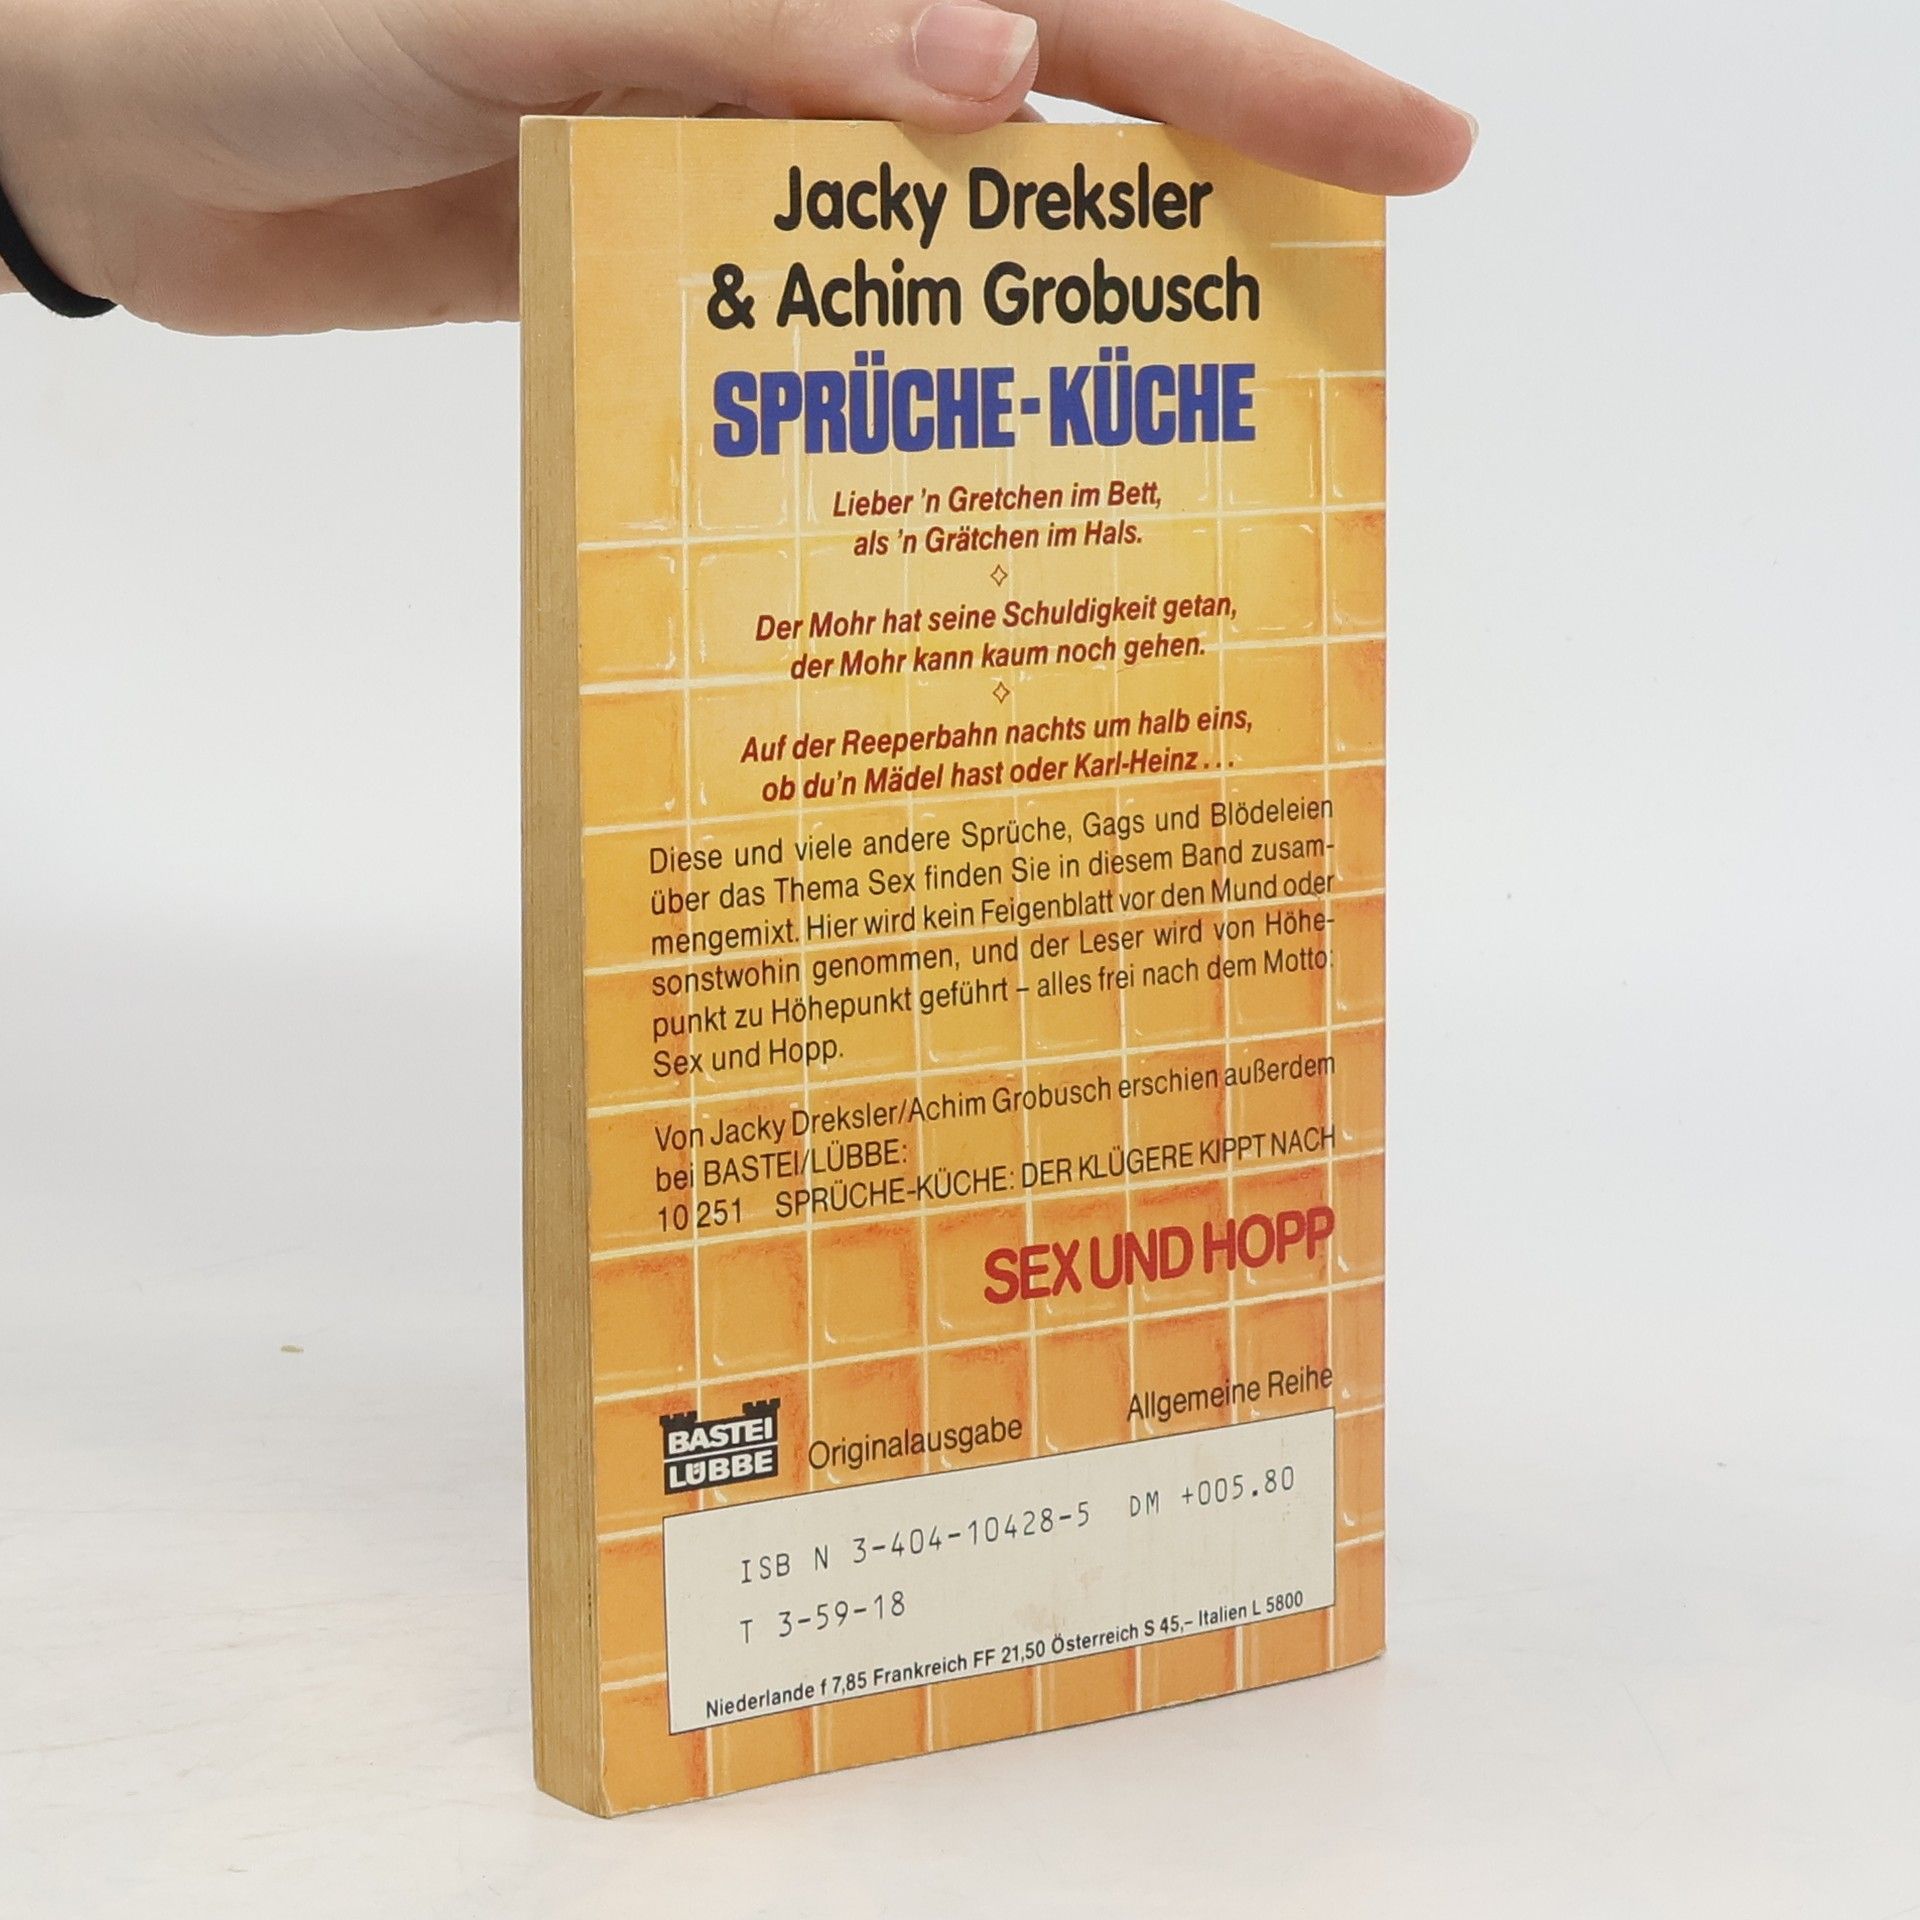 Jacky Dreksler
& Achim Grobusch
SPRÜCHE-KÜCHE
Lieber 'n Gretchen im Bett,
als 'n Grätchen im Hals.
Der Mohr hat seine Schuldigkeit getan,
der Mohr kann kaum noch gehen.
Auf der Reeperbahn nachts um halb eins,
ob du'n Mädel hast oder Karl-Heinz . . .
Diese und viele andere Sprüche, Gags und Blödeleien
über das Thema Sex finden Sie in diesem Band zusam-
mengemixt. Hier wird kein Feigenblatt vor den Mund oder
sonstwohin genommen, und der Leser wird von Höhe-
punkt zu Höhepunkt geführt – alles frei nach dem Motto:
Sex und Hopp.
Von Jacky Dreksler/Achim Grobusch erschien außerdem
bei BASTEI/LÜBBE:
10 251 SPRÜCHE-KÜCHE: DER KLÜGERE KIPPT NACH
SEX UND HOPP
BASTEI
LÜBBE
Originalausgabe Allgemeine Reihe
ISB N 3-404-10428-5 DM +005.80
T 3-59-18
Niederlande f 7,85 Frankreich FF 21,50 Österreich S 45,– Italien L 5800